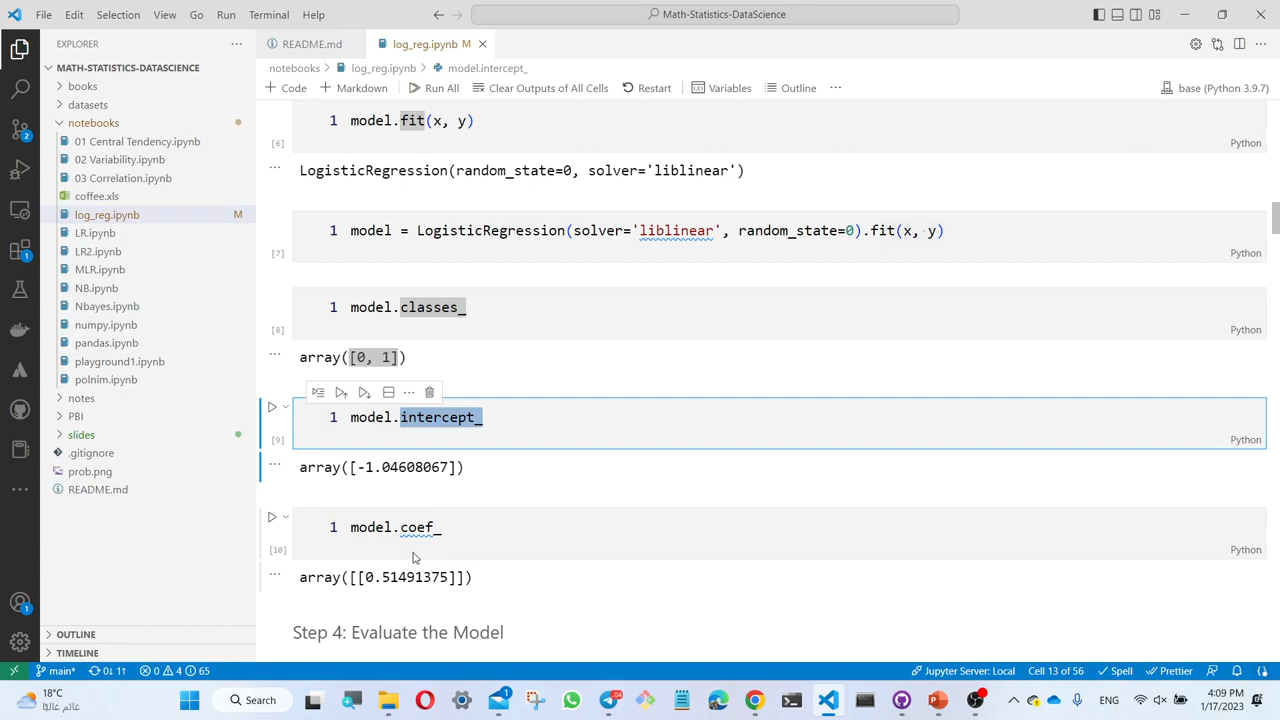 File Edit Selection View Go Run Terminal Help
Math-Statistics-DataScience
EXPLORER
MATH-STATISTICS-DATASCIENCE
books
datasets
notebooks
01 Central Tendency.ipynb
02 Variability.ipynb
03 Correlation.ipynb
coffee.xls
log_reg.ipynb M
LR.ipynb
LR2.ipynb
MLR.ipynb
NB.ipynb
Nbayes.ipynb
numpy.ipynb
pandas.ipynb
playground1.ipynb
polnim.ipynb
notes
PBI
slides
.gitignore
prob.png
README.md
OUTLINE
TIMELINE
README.md
log_reg.ipynb M
notebooks > log_reg.ipynb > model.intercept_
+ Code + Markdown Run All Clear Outputs of All Cells Restart Variables Outline ... base (Python 3.9.7)
1 model.fit(x, y)
[6] Python
LogisticRegression(random_state=0, solver='liblinear')
1 model = LogisticRegression(solver='liblinear', random_state=0).fit(x, y)
[7] Python
1 model.classes_
[8] Python
array([0, 1])
1 model.intercept_
[9] Python
array([-1.04608067])
1 model.coef_
[10] Python
array([[0.51491375]])
Step 4: Evaluate the Model
2
1
1
main* 0↓ 1↑ 0 4 65 Jupyter Server: Local Cell 13 of 56 Spell Prettier
18°C
غائم غالبًا
Search
1
04
ENG
4:09 PM
1/17/2023